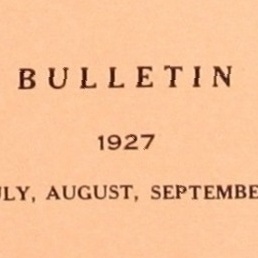 BULLETIN
1927
ULY, AUGUST, SEPTEMBE